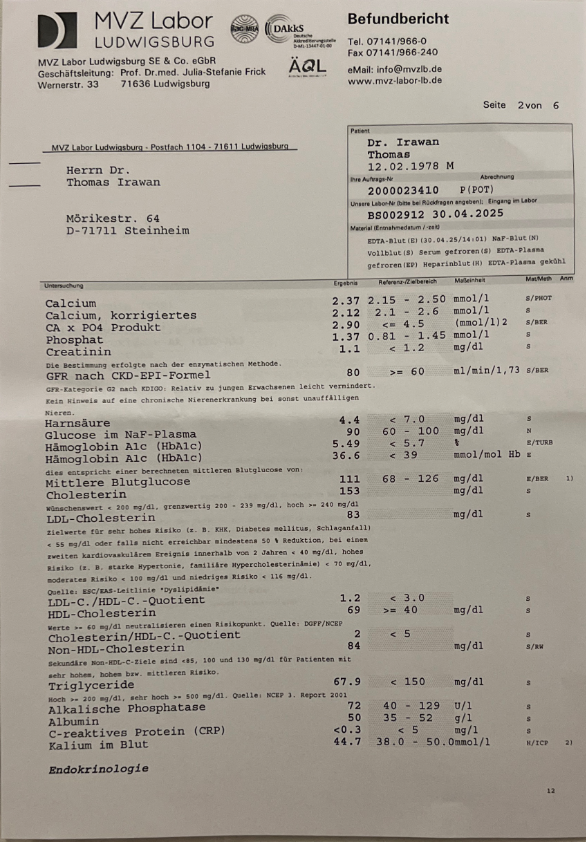 MVZ Labor
LUDWIGSBURG
DAkkS
Deutsche
Akkreditierungsstelle
D-ML-13447-01-00
ÄQL
MVZ Labor Ludwigsburg SE & Co. eGbR
Geschäftsleitung: Prof. Dr.med. Julia-Stefanie Frick
Wernerstr. 33 71636 Ludwigsburg
Befundbericht
Tel. 07141/966-0
Fax 07141/966-240
eMail: info@mvzlb.de
www.mvz-labor-lb.de
Seite 2 von 6
MVZ Labor Ludwigsburg - Postfach 1104 - 71611 Ludwigsburg
Herrn Dr.
Thomas Irawan
Mörikestr. 64
D-71711 Steinheim
Patient
Dr. Irawan
Thomas
12.02.1978 M
Ihre Auftrags-Nr Abrechnung
2000023410 P(POT)
Unsere Labor-Nr (bitte bei Rückfragen angeben); Eingang im Labor
BS002912 30.04.2025
Material (Entnahmedatum / -zeit)
EDTA-Blut(E) (30.04.25/14:01) NaF-Blut(N)
Vollblut(S) Serum gefroren(S) EDTA-Plasma
gefroren(EP) Heparinblut(H) EDTA-Plasma gekühl
Untersuchung Ergebnis Referenz-/Zielbereich Maßeinheit Mat/Meth Anm
Calcium 2.37 2.15 - 2.50 mmol/l S/PHOT
Calcium, korrigiertes 2.12 2.1 - 2.6 mmol/l S
CA x PO4 Produkt 2.90 <= 4.5 (mmol/l)2 S/BER
Phosphat 1.37 0.81 - 1.45 mmol/l S
Creatinin 1.1 < 1.2 mg/dl S
Die Bestimmung erfolgte nach der enzymatischen Methode.
GFR nach CKD-EPI-Formel 80 >= 60 ml/min/1,73 S/BER
GFR-Kategorie G2 nach KDIGO: Relativ zu jungen Erwachsenen leicht vermindert.
Kein Hinweis auf eine chronische Nierenerkrankung bei sonst unauffälligen
Nieren.
Harnsäure 4.4 < 7.0 mg/dl S
Glucose im NaF-Plasma 90 60 - 100 mg/dl N
Hämoglobin A1c (HbA1c) 5.49 < 5.7 % E/TURB
Hämoglobin A1c (HbA1c) 36.6 < 39 mmol/mol Hb E
dies entspricht einer berechneten mittleren Blutglucose von:
Mittlere Blutglucose 111 68 - 126 mg/dl E/BER 1)
Cholesterin 153 mg/dl S
Wünschenswert < 200 mg/dl, grenzwertig 200 - 239 mg/dl, hoch >= 240 mg/dl
LDL-Cholesterin 83 mg/dl S
Zielwerte für sehr hohes Risiko (z. B. KHK, Diabetes mellitus, Schlaganfall)
< 55 mg/dl oder falls nicht erreichbar mindestens 50 % Reduktion, bei einem
zweiten kardiovaskulärem Ereignis innerhalb von 2 Jahren < 40 mg/dl, hohes
Risiko (z. B. starke Hypertonie, familiäre Hypercholesterinämie) < 70 mg/dl,
moderates Risiko < 100 mg/dl und niedriges Risiko < 116 mg/dl.
Quelle: ESC/EAS-Leitlinie "Dyslipidämie"
LDL-C./HDL-C.-Quotient 1.2 < 3.0 S
HDL-Cholesterin 69 >= 40 mg/dl S
Werte >= 60 mg/dl neutralisieren einen Risikopunkt. Quelle: DGFF/NCEP
Cholesterin/HDL-C.-Quotient 2 < 5 S
Non-HDL-Cholesterin 84 mg/dl S/RW
Sekundäre Non-HDL-C-Ziele sind <85, 100 und 130 mg/dl für Patienten mit
sehr hohem, hohem bzw. mittleren Risiko.
Triglyceride 67.9 < 150 mg/dl S
Hoch >= 200 mg/dl, sehr hoch >= 500 mg/dl. Quelle: NCEP 3. Report 2001
Alkalische Phosphatase 72 40 - 129 U/l S
Albumin 50 35 - 52 g/l S
C-reaktives Protein (CRP) <0.3 < 5 mg/l S
Kalium im Blut 44.7 38.0 - 50.0mmol/l H/ICP 2)
Endokrinologie
12